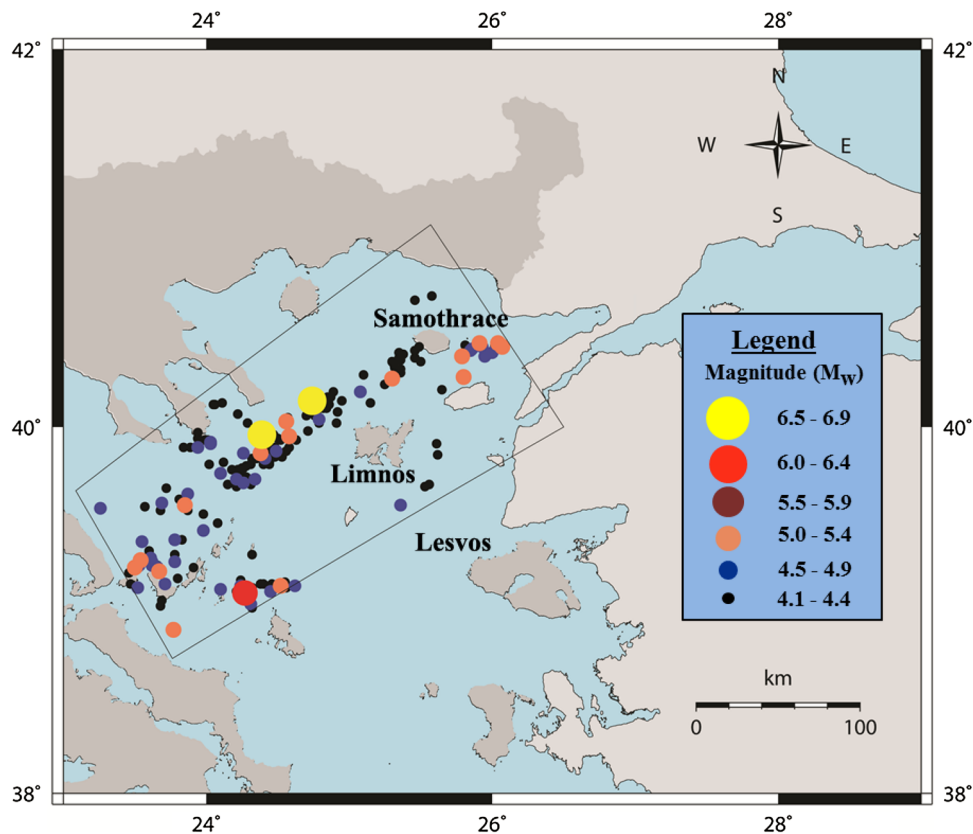 24° 26° 28°
42° 42°
N
W E
S
Samothrace
Legend
Magnitude (Mw)
6.5 - 6.9
40° 40°
6.0 - 6.4
Limnos
5.5 - 5.9
5.0 - 5.4
Lesvos
4.5 - 4.9
4.1 - 4.4
km
0 100
38° 38°
24° 26° 28°